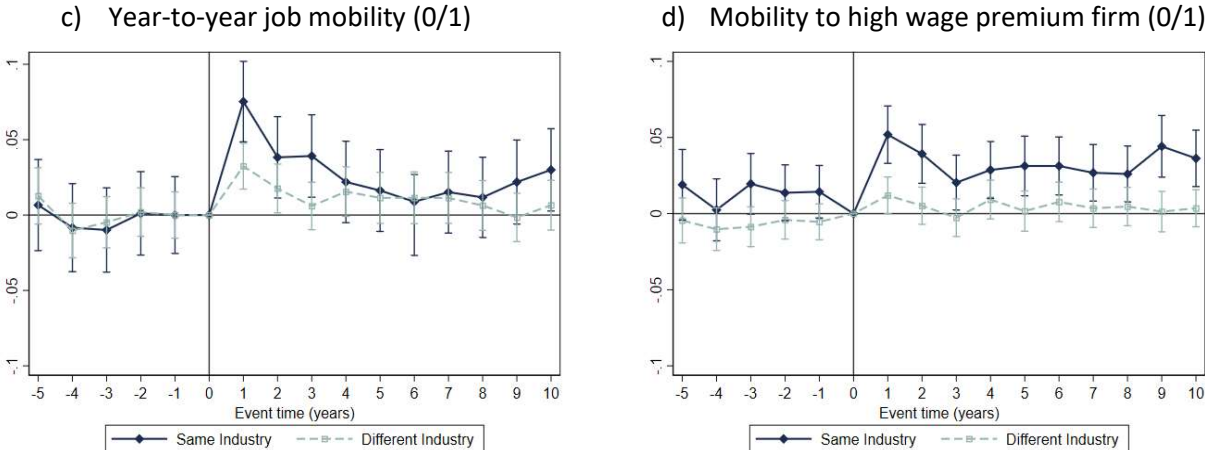 c) Year-to-year job mobility (0/1)
.1
.05
0
-.05
-.1
-5 -4 -3 -2 -1 0 1 2 3 4 5 6 7 8 9 10
Event time (years)
Same Industry Different Industry
d) Mobility to high wage premium firm (0/1)
.1
.05
0
-.05
-.1
-5 -4 -3 -2 -1 0 1 2 3 4 5 6 7 8 9 10
Event time (years)
Same Industry Different Industry